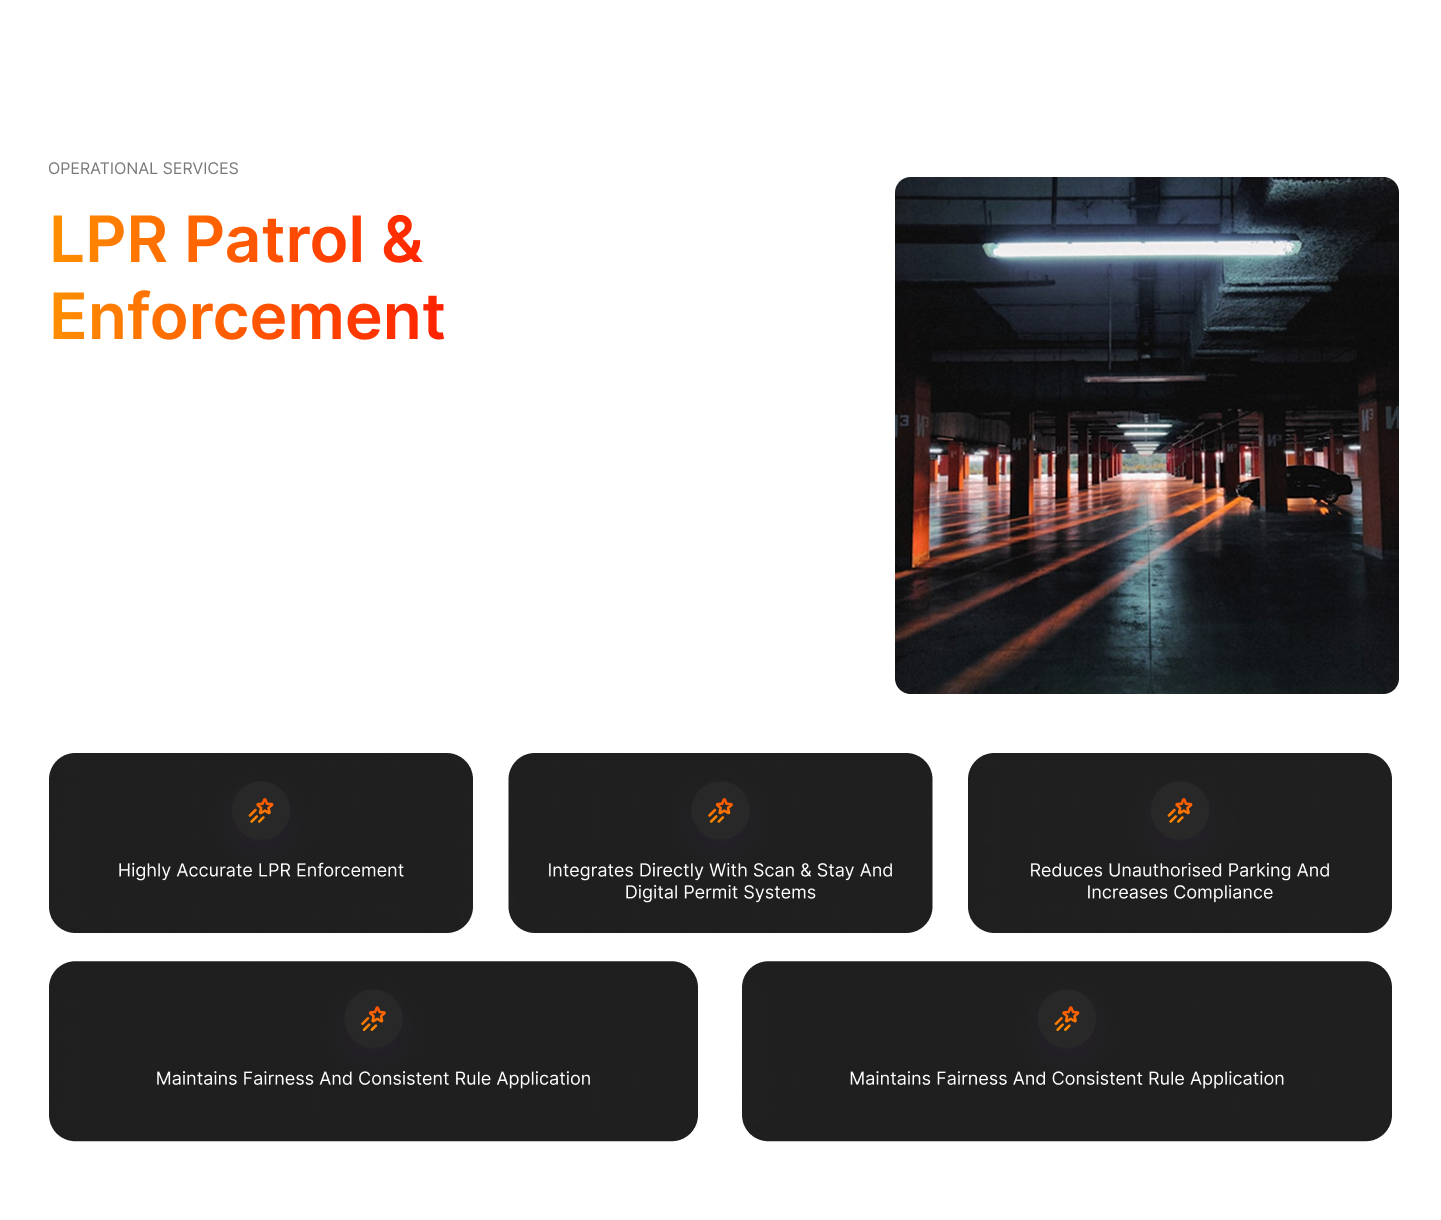 OPERATIONAL SERVICES
LPR Patrol &
Enforcement
Highly Accurate LPR Enforcement
Integrates Directly With Scan & Stay And
Digital Permit Systems
Reduces Unauthorised Parking And
Increases Compliance
Maintains Fairness And Consistent Rule Application
Maintains Fairness And Consistent Rule Application